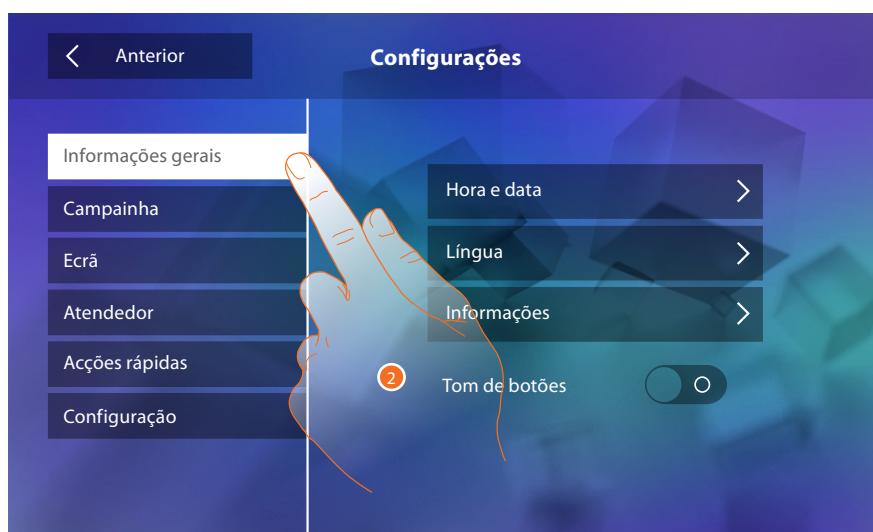 Anterior
Configurações
Informações gerais
Campainha
Ecrã
Atendedor
Acções rápidas
Configuração
Hora e data
Língua
Informações
Tom de botões
2